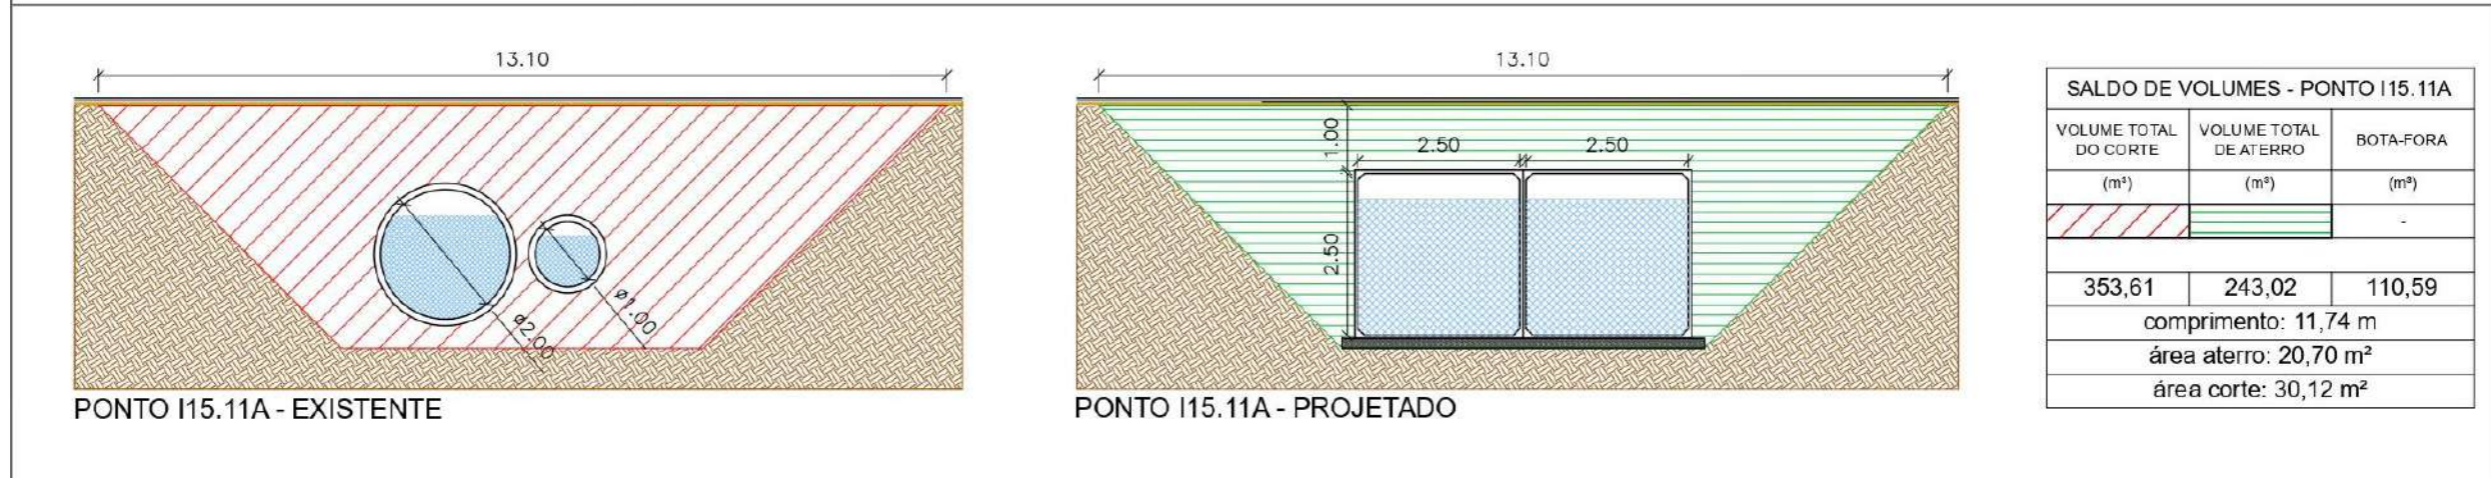 13.10
ø2.00
ø1.00
PONTO I15.11A - EXISTENTE
13.10
1.00
2.50
2.50
2.50
PONTO I15.11A - PROJETADO
SALDO DE VOLUMES - PONTO I15.11A
VOLUME TOTAL DO CORTE
VOLUME TOTAL DE ATERRO
BOTA-FORA
(m³)
(m³)
(m³)
-
353,61
243,02
110,59
comprimento: 11,74 m
área aterro: 20,70 m²
área corte: 30,12 m²